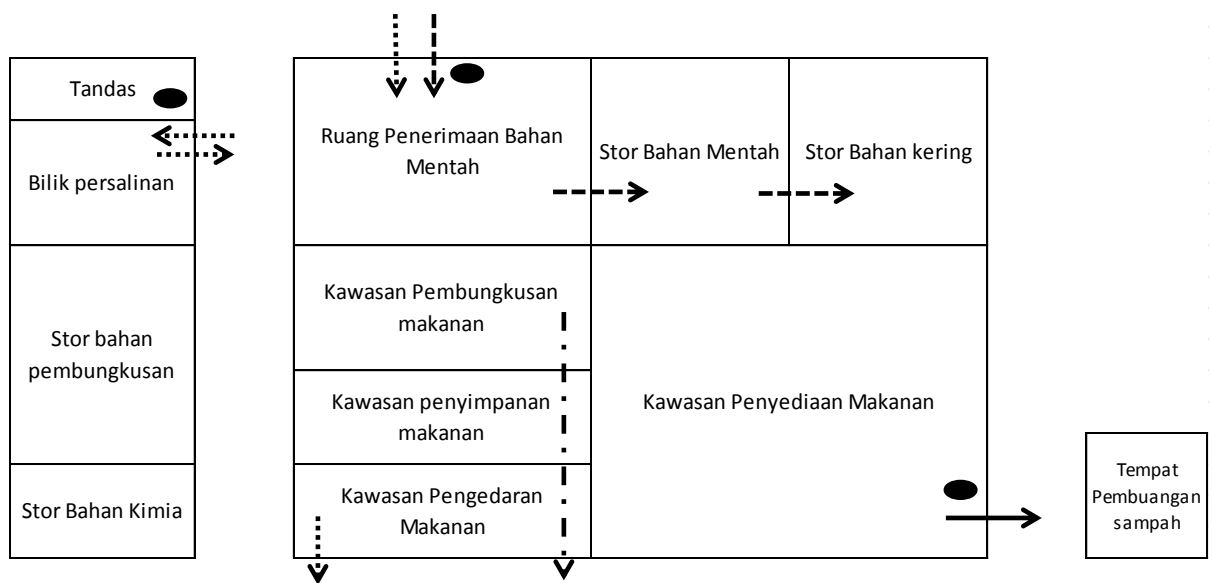 Tandas
Bilik persalinan
Stor bahan
pembungkusan
Stor Bahan Kimia
Ruang Penerimaan Bahan
Mentah
Stor Bahan Mentah
Stor Bahan kering
Kawasan Pembungkusan
makanan
Kawasan penyimpanan
makanan
Kawasan Pengedaran
Makanan
Kawasan Penyediaan Makanan
Tempat
Pembuangan
sampah